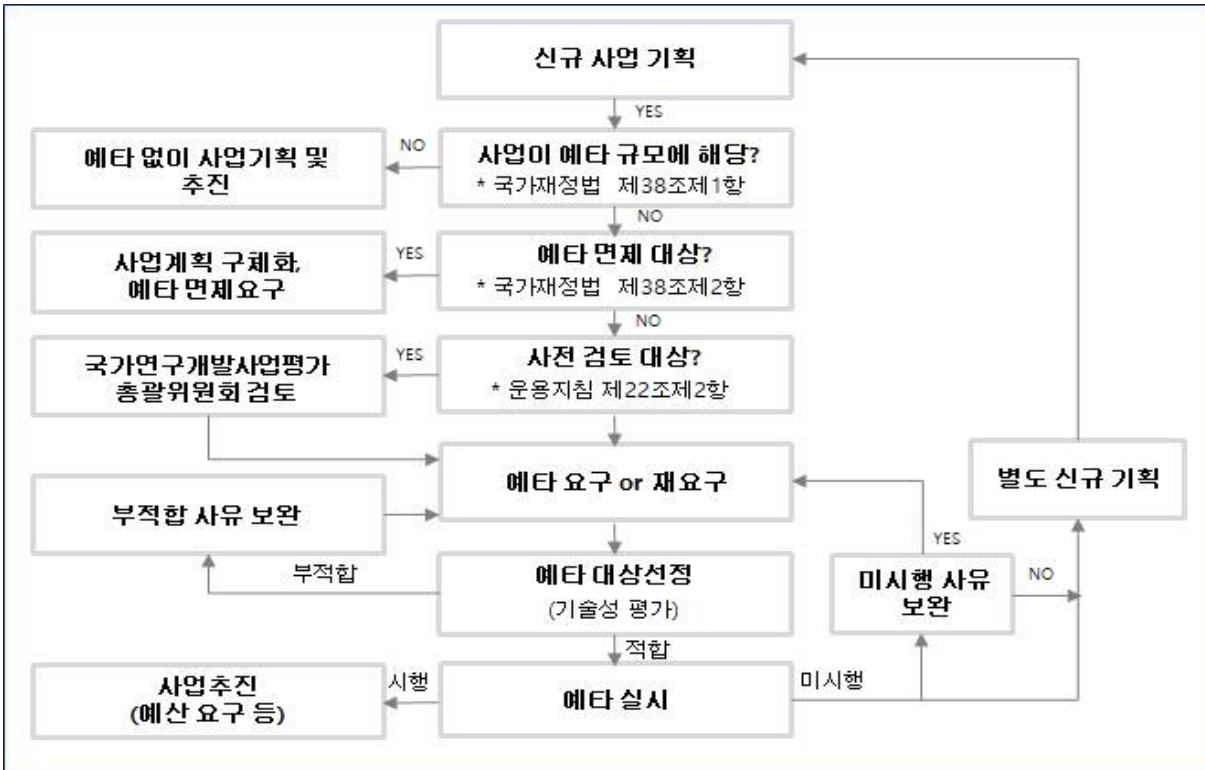 신규 사업 기획
YES
예타 없이 사업기획 및
추진
NO
사업이 예타 규모에 해당?
* 국가재정법 제38조제1항
NO
사업계획 구체화,
예타 면제요구
YES
예타 면제 대상?
* 국가재정법 제38조제2항
NO
국가연구개발사업평가
총괄위원회 검토
YES
사전 검토 대상?
* 운용지침 제22조제2항
예타 요구 or 재요구
별도 신규 기획
부적합 사유 보완
YES
부적합
예타 대상선정
(기술성 평가)
미시행 사유
보완
NO
적합
사업추진
(예산 요구 등)
시행
예타 실시
미시행